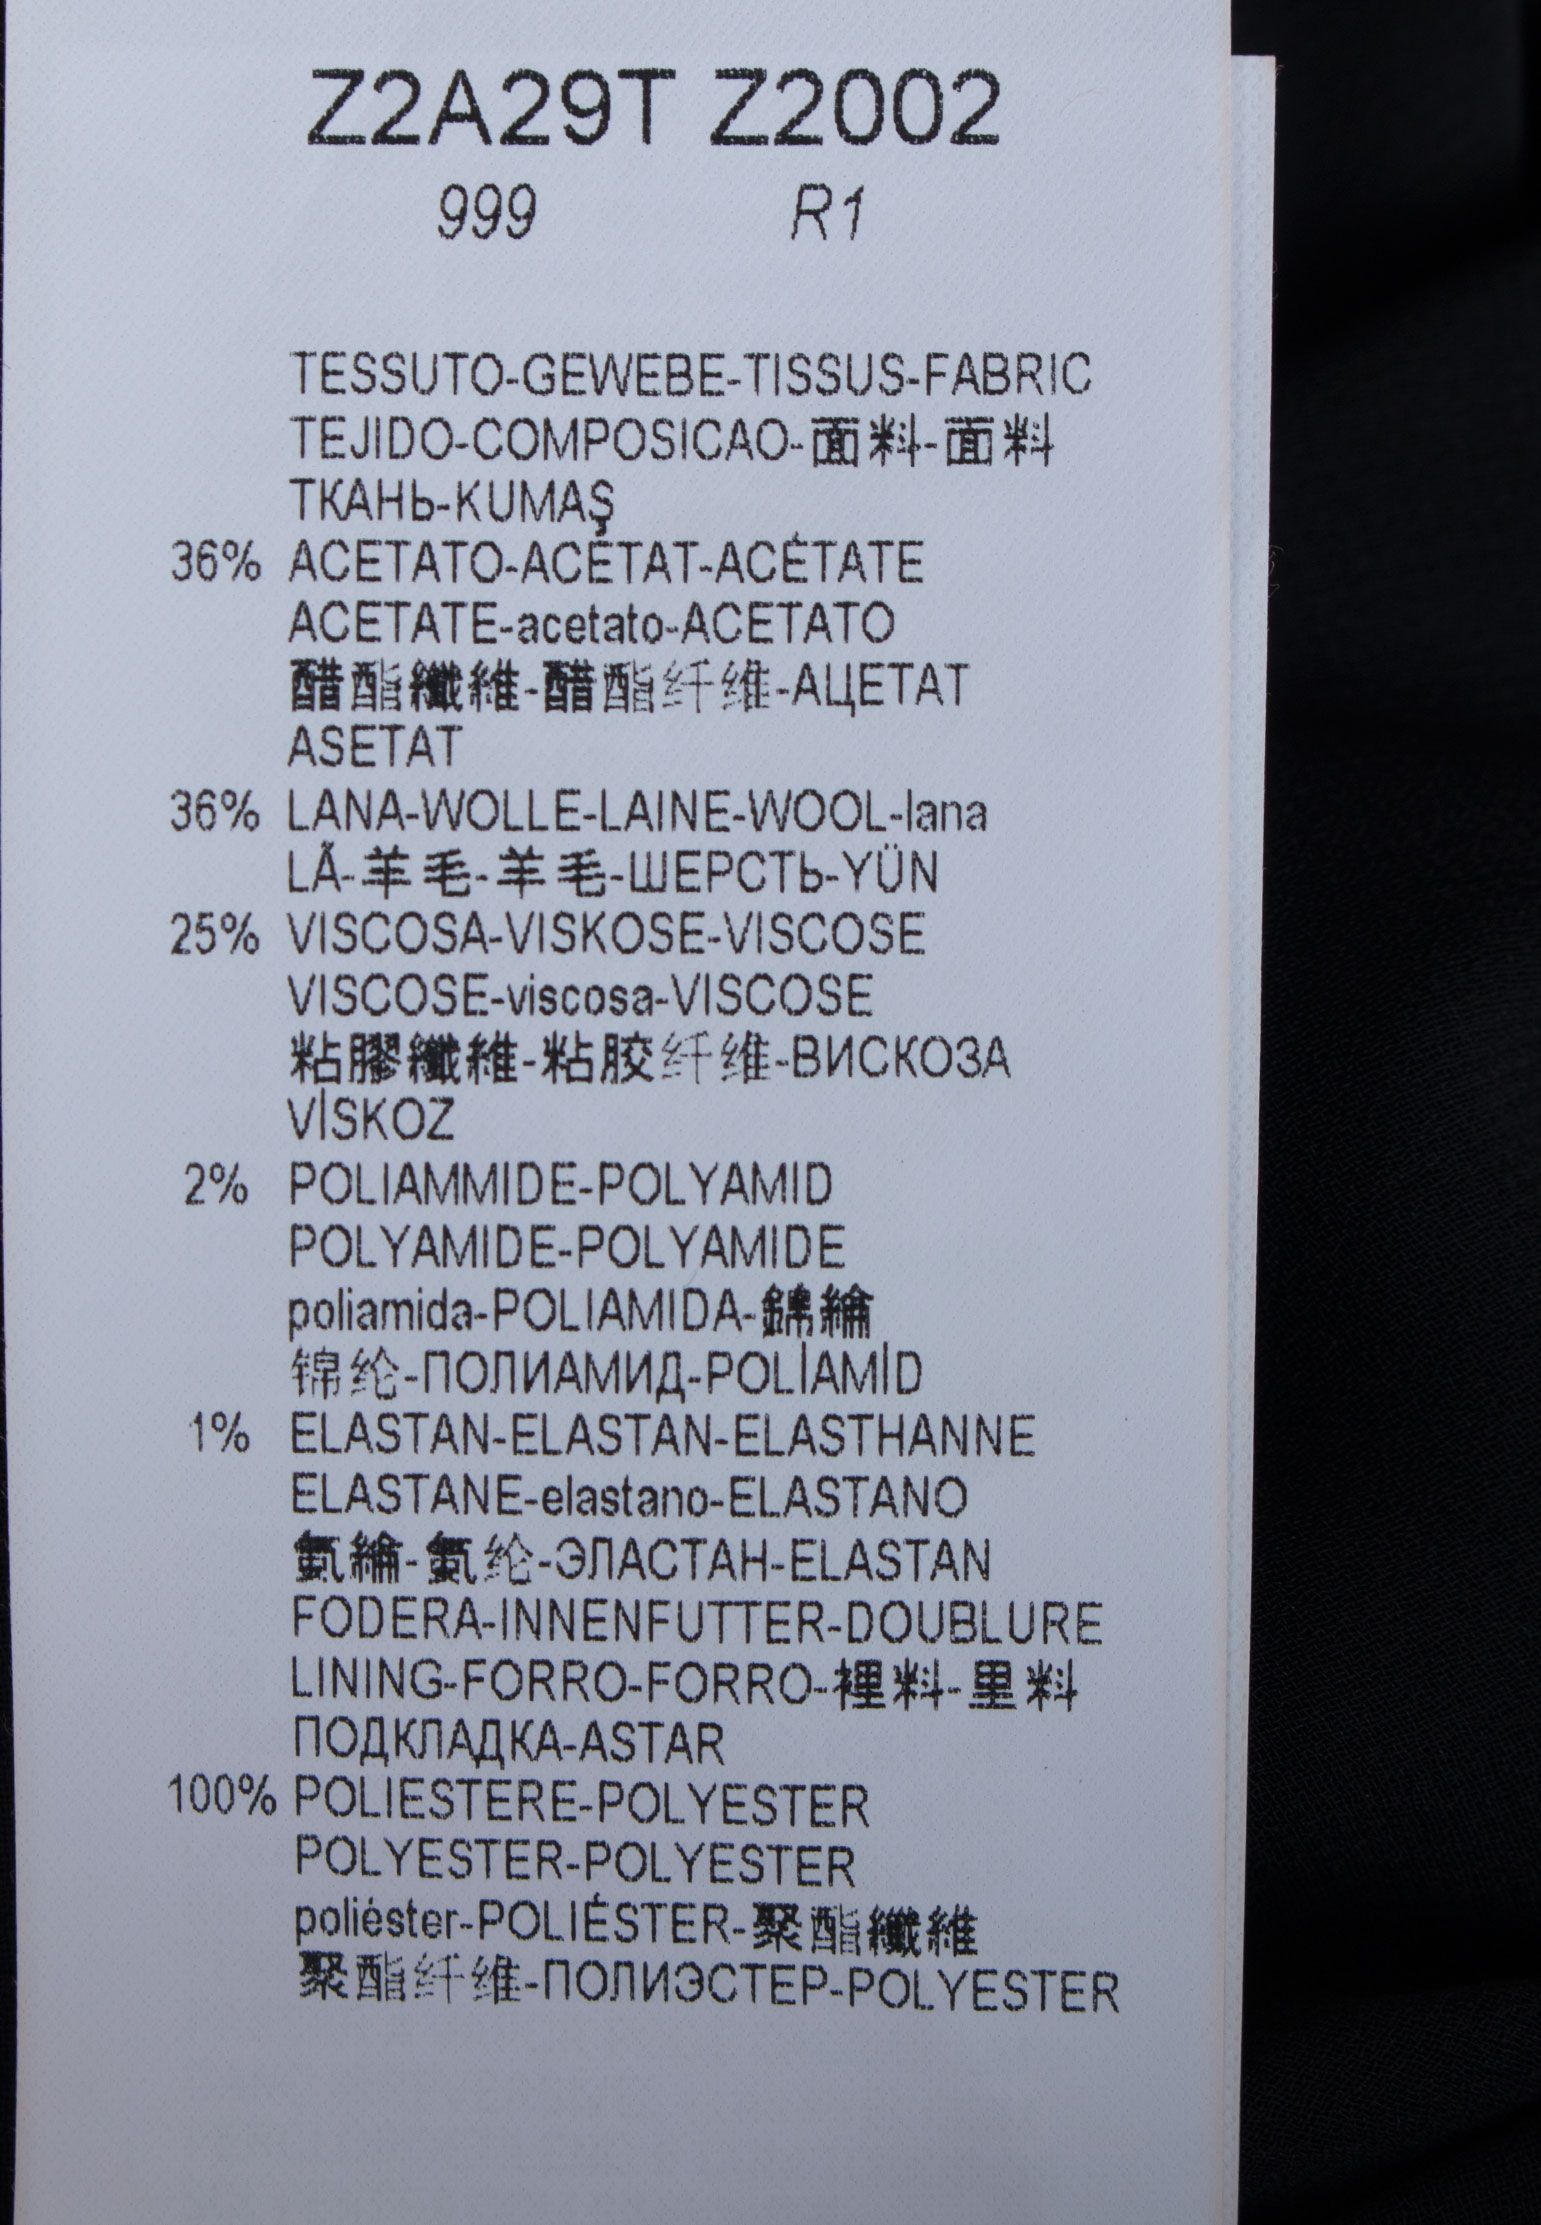 Z2A29T Z2002
999 R1
TESSUTO-GEWEBE-TISSUS-FABRIC
TEJIDO-COMPOSICAO-面料-面料
ТКАНЬ-KUMAŞ
36% ACETATO-ACETAT-ACÉTATE
ACETATE-acetato-ACETATO
醋酯纖維-醋酯纤维-АЦЕТАТ
ASETAT
36% LANA-WOLLE-LAINE-WOOL-lana
LÃ-羊毛-羊毛-ШЕРСТЬ-YÜN
25% VISCOSA-VISKOSE-VISCOSE
VISCOSE-viscosa-VISCOSE
粘膠纖維-粘胶纤维-ВИСКОЗА
VİSKOZ
2% POLIAMMIDE-POLYAMID
POLYAMIDE-POLYAMIDE
poliamida-POLIAMIDA-錦綸
锦纶-ПОЛИАМИД-POLİAMİD
1% ELASTAN-ELASTAN-ELASTHANNE
ELASTANE-elastano-ELASTANO
氨綸-氨纶-ЭЛАСТАН-ELASTAN
FODERA-INNENFUTTER-DOUBLURE
LINING-FORRO-FORRO-裡料-里料
ПОДКЛАДКА-ASTAR
100% POLIESTERE-POLYESTER
POLYESTER-POLYESTER
poliéster-POLIÉSTER-聚酯纖維
聚酯纤维-ПОЛИЭСТЕР-POLYESTER